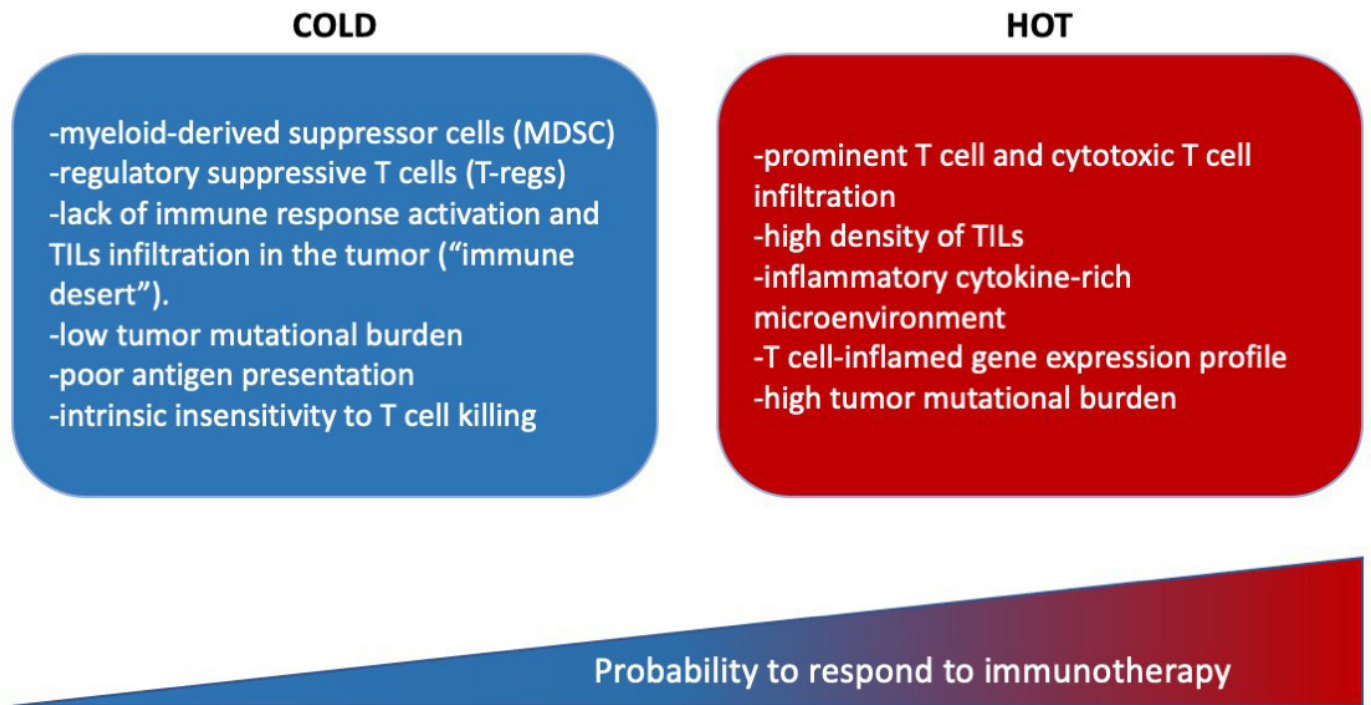 COLD
-myeloid-derived suppressor cells (MDSC)
-regulatory suppressive T cells (T-regs)
-lack of immune response activation and
TILs infiltration in the tumor (“immune
desert”).
-low tumor mutational burden
-poor antigen presentation
-intrinsic insensitivity to T cell killing
HOT
-prominent T cell and cytotoxic T cell
infiltration
-high density of TILs
-inflammatory cytokine-rich
microenvironment
-T cell-inflamed gene expression profile
-high tumor mutational burden
Probability to respond to immunotherapy